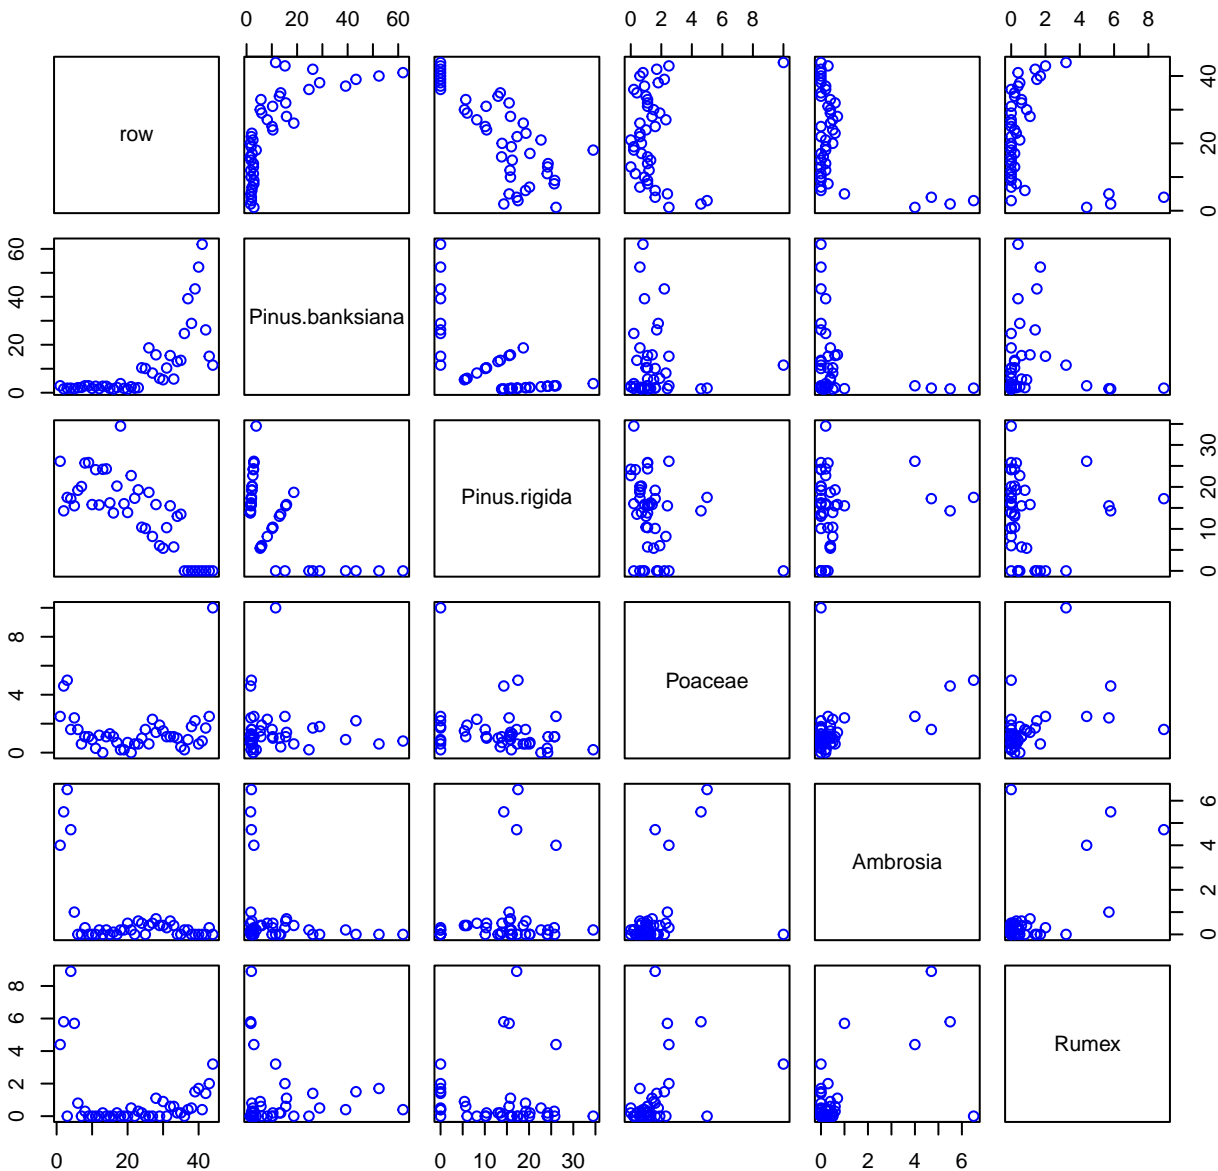 0 20 40 60 0 2 4 6 8 0 2 4 6 8
row
0 10 20 30 40
Pinus.banksiana
0 20 40 60
Pinus.rigida
0 10 20 30
Poaceae
0 4 8
Ambrosia
0 2 4 6
Rumex
0 2 4 6 8
0 20 40 0 10 20 30 0 2 4 6